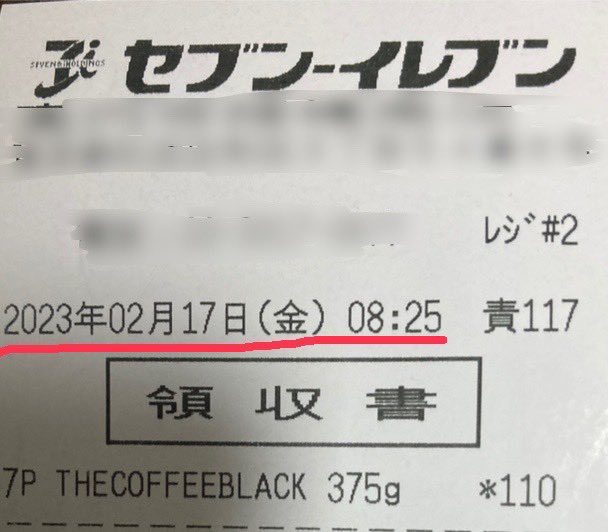 SEVEN&i HOLDINGS
セブン-イレブン
レジ#2
2023年02月17日(金) 08:25 責117
領収書
7P THECOFFEEBLACK 375g *110